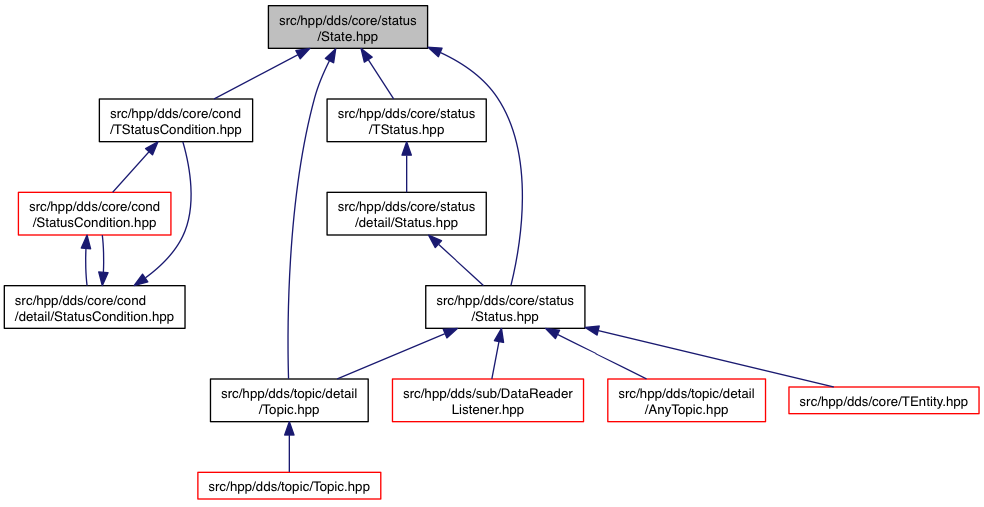 src/hpp/dds/core/status
/State.hpp
src/hpp/dds/core/cond
/TStatusCondition.hpp
src/hpp/dds/core/status
/TStatus.hpp
src/hpp/dds/core/cond
/StatusCondition.hpp
src/hpp/dds/core/status
/detail/Status.hpp
src/hpp/dds/core/cond
/detail/StatusCondition.hpp
src/hpp/dds/core/status
/Status.hpp
src/hpp/dds/topic/detail
/Topic.hpp
src/hpp/dds/sub/DataReader
Listener.hpp
src/hpp/dds/topic/detail
/AnyTopic.hpp
src/hpp/dds/core/TEntity.hpp
src/hpp/dds/topic/Topic.hpp